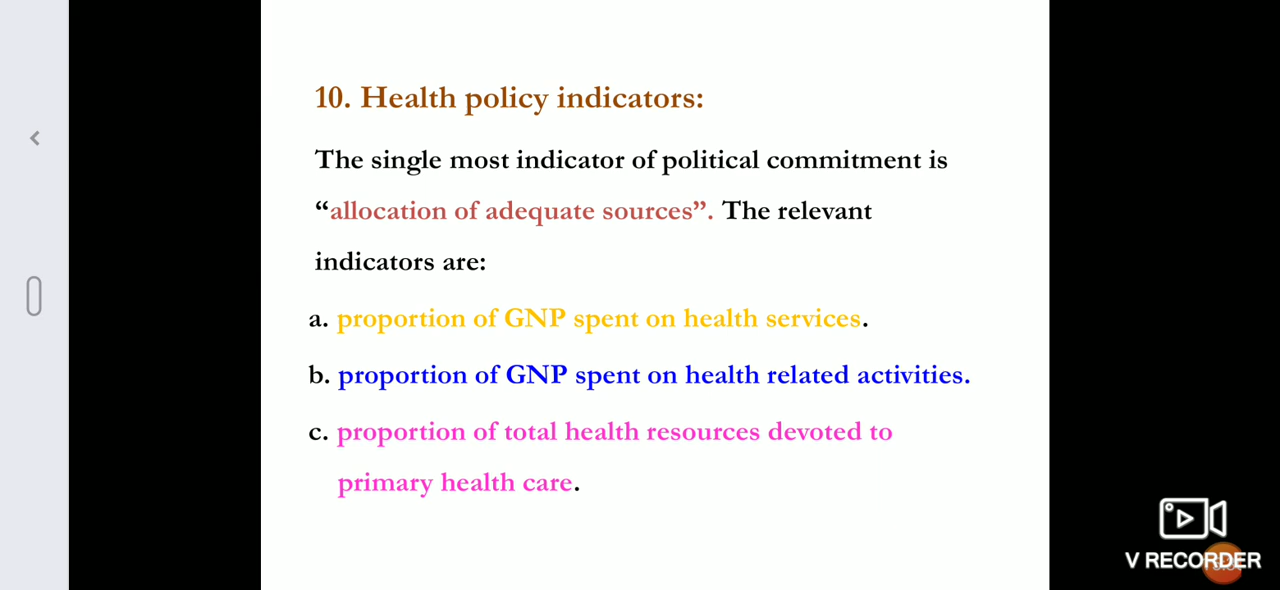 10. Health policy indicators:
The single most indicator of political commitment is
“allocation of adequate sources”. The relevant
indicators are:
a. proportion of GNP spent on health services.
b. proportion of GNP spent on health related activities.
c. proportion of total health resources devoted to
primary health care.
V RECORDER